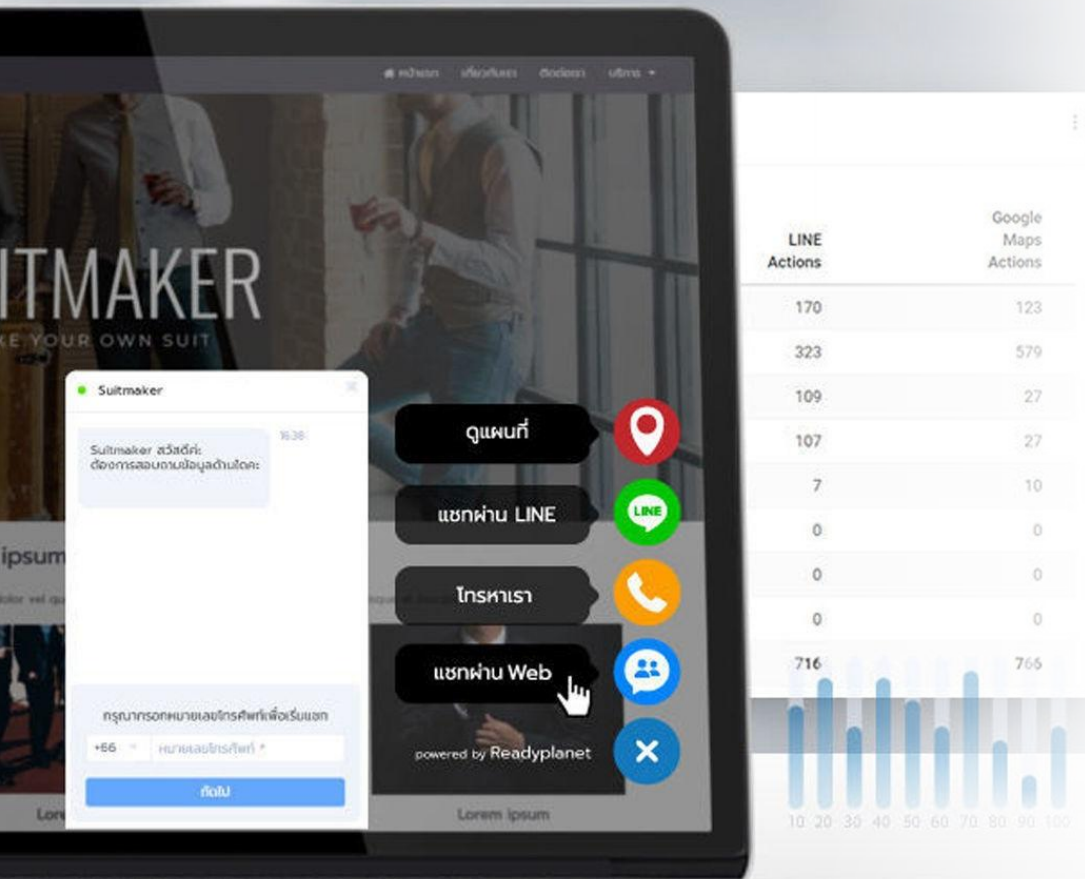 หน้าแรก เกี่ยวกับเรา ติดต่อเรา บริการ
ITMAKER
KE YOUR OWN SUIT
Suitmaker
16:38
Suitmaker สวัสดีค่ะ
ต้องการสอบถามข้อมูลด้านใดคะ
กรุณากรอกหมายเลขโทรศัพท์เพื่อเริ่มแชท
+66 หมายเลขโทรศัพท์ *
ถัดไป
ดูแผนที่
แชทผ่าน LINE
LINE
โทรหาเรา
แชทผ่าน Web
powered by Readyplanet
ipsum
dolor vel qu
Lore
Lorem ipsum
LINE Google
Actions Maps
Actions
170 123
323 579
109 27
107 27
7 10
0 0
0 0
0 0
716 766
10 20 30 40 50 60 70 80 90 100